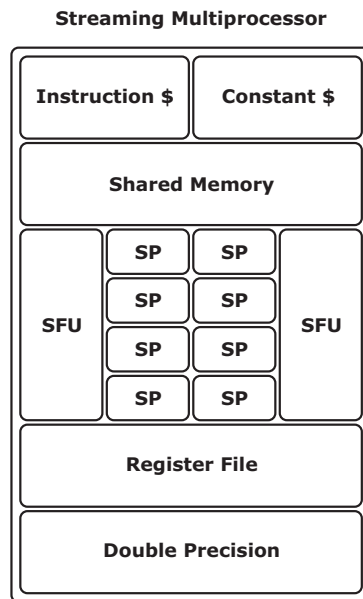 Streaming Multiprocessor
Instruction $ Constant $
Shared Memory
SP SP
SP SP
SFU SFU
SP SP
SP SP
Register File
Double Precision